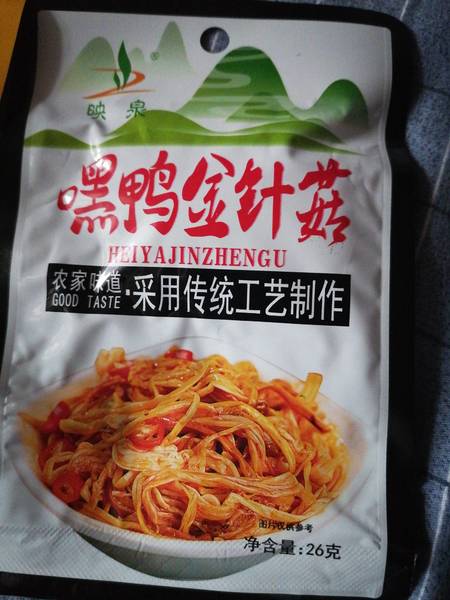 ®
映泉
嘿鸭金针菇
HEIYAJINZHENGU
农家味道
GOOD TASTE
·采用传统工艺制作
图片仅供参考
净含量:26克